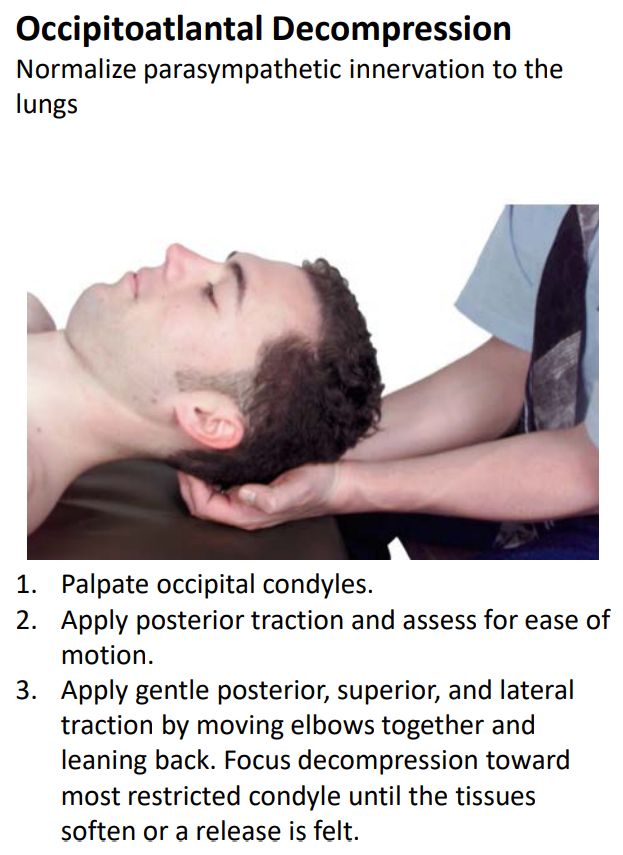 Occipitoatlantal Decompression
Normalize parasympathetic innervation to the
lungs
1. Palpate occipital condyles.
2. Apply posterior traction and assess for ease of
motion.
3. Apply gentle posterior, superior, and lateral
traction by moving elbows together and
leaning back. Focus decompression toward
most restricted condyle until the tissues
soften or a release is felt.